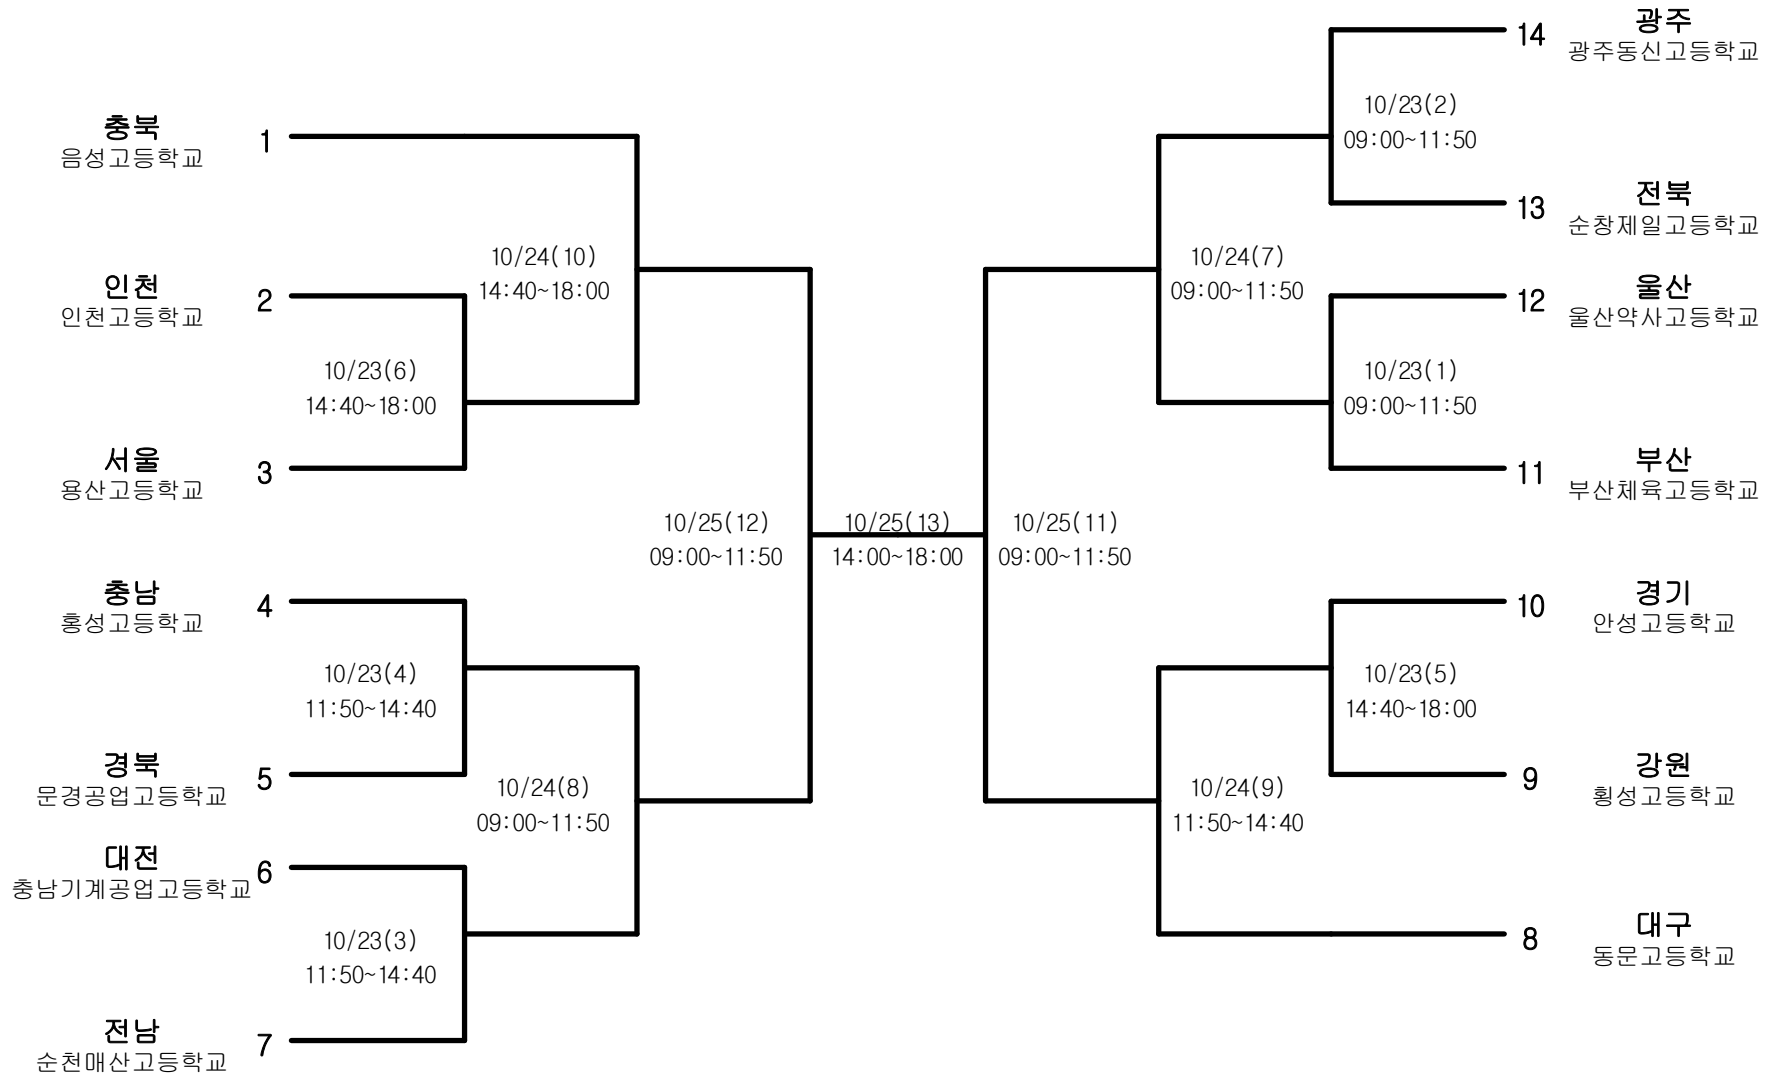 충북
음성고등학교
1
인천
인천고등학교
2
10/24(10)
14:40~18:00
10/23(6)
14:40~18:00
서울
용산고등학교
3
10/25(12)
09:00~11:50
충남
홍성고등학교
4
10/23(4)
11:50~14:40
경북
문경공업고등학교
5
10/24(8)
09:00~11:50
대전
충남기계공업고등학교
6
10/23(3)
11:50~14:40
전남
순천매산고등학교
7
10/25(13)
14:00~18:00
14
광주
광주동신고등학교
10/23(2)
09:00~11:50
13
전북
순창제일고등학교
10/24(7)
09:00~11:50
12
울산
울산약사고등학교
10/23(1)
09:00~11:50
11
부산
부산체육고등학교
10/25(11)
09:00~11:50
10
경기
안성고등학교
10/23(5)
14:40~18:00
9
강원
횡성고등학교
10/24(9)
11:50~14:40
8
대구
동문고등학교